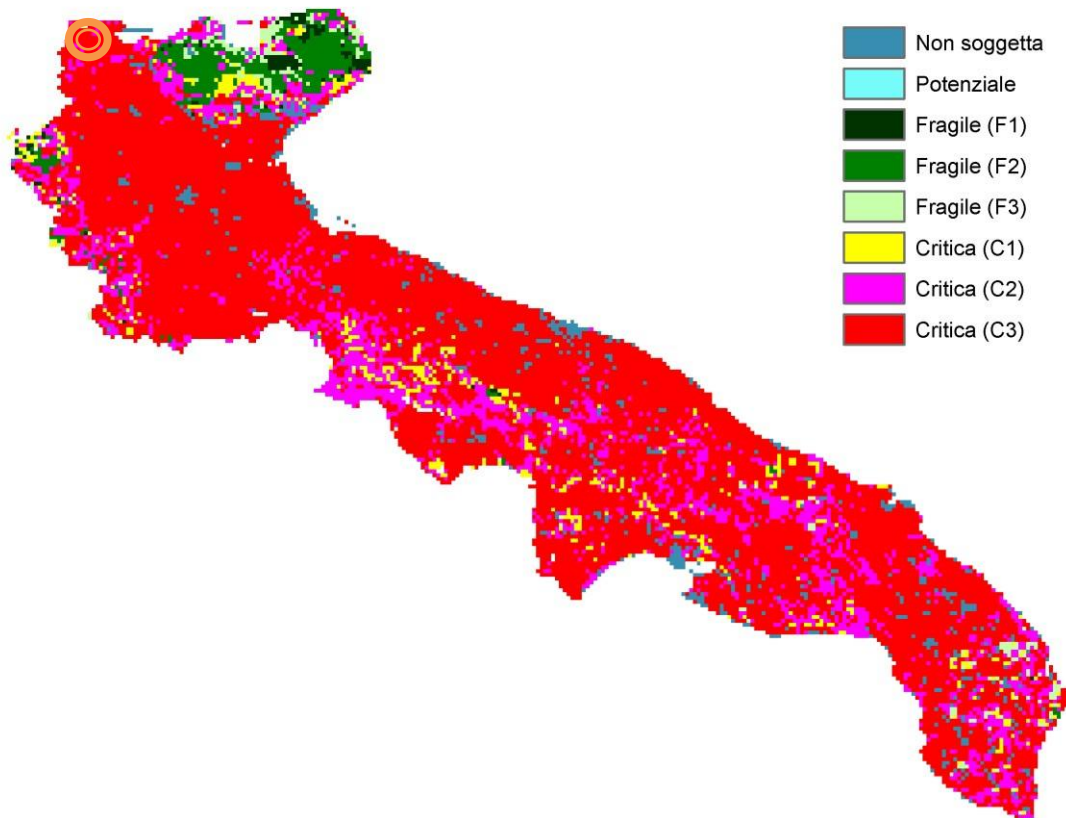 Non soggetta
Potenziale
Fragile (F1)
Fragile (F2)
Fragile (F3)
Critica (C1)
Critica (C2)
Critica (C3)